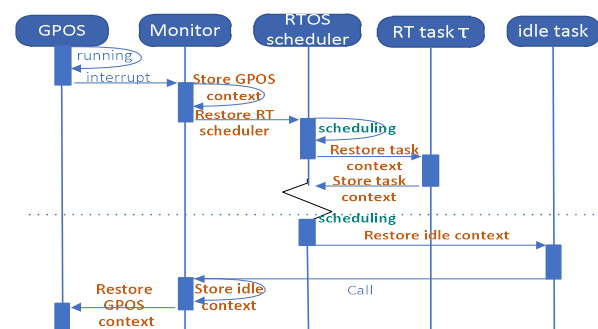 GPOS
Monitor
RTOS
scheduler
RT task τ
idle task
running
interrupt
Store GPOS
context
Restore RT
scheduler
scheduling
Restore task
context
Store task
context
scheduling
Restore idle context
Call
Store idle
context
Restore
GPOS
context